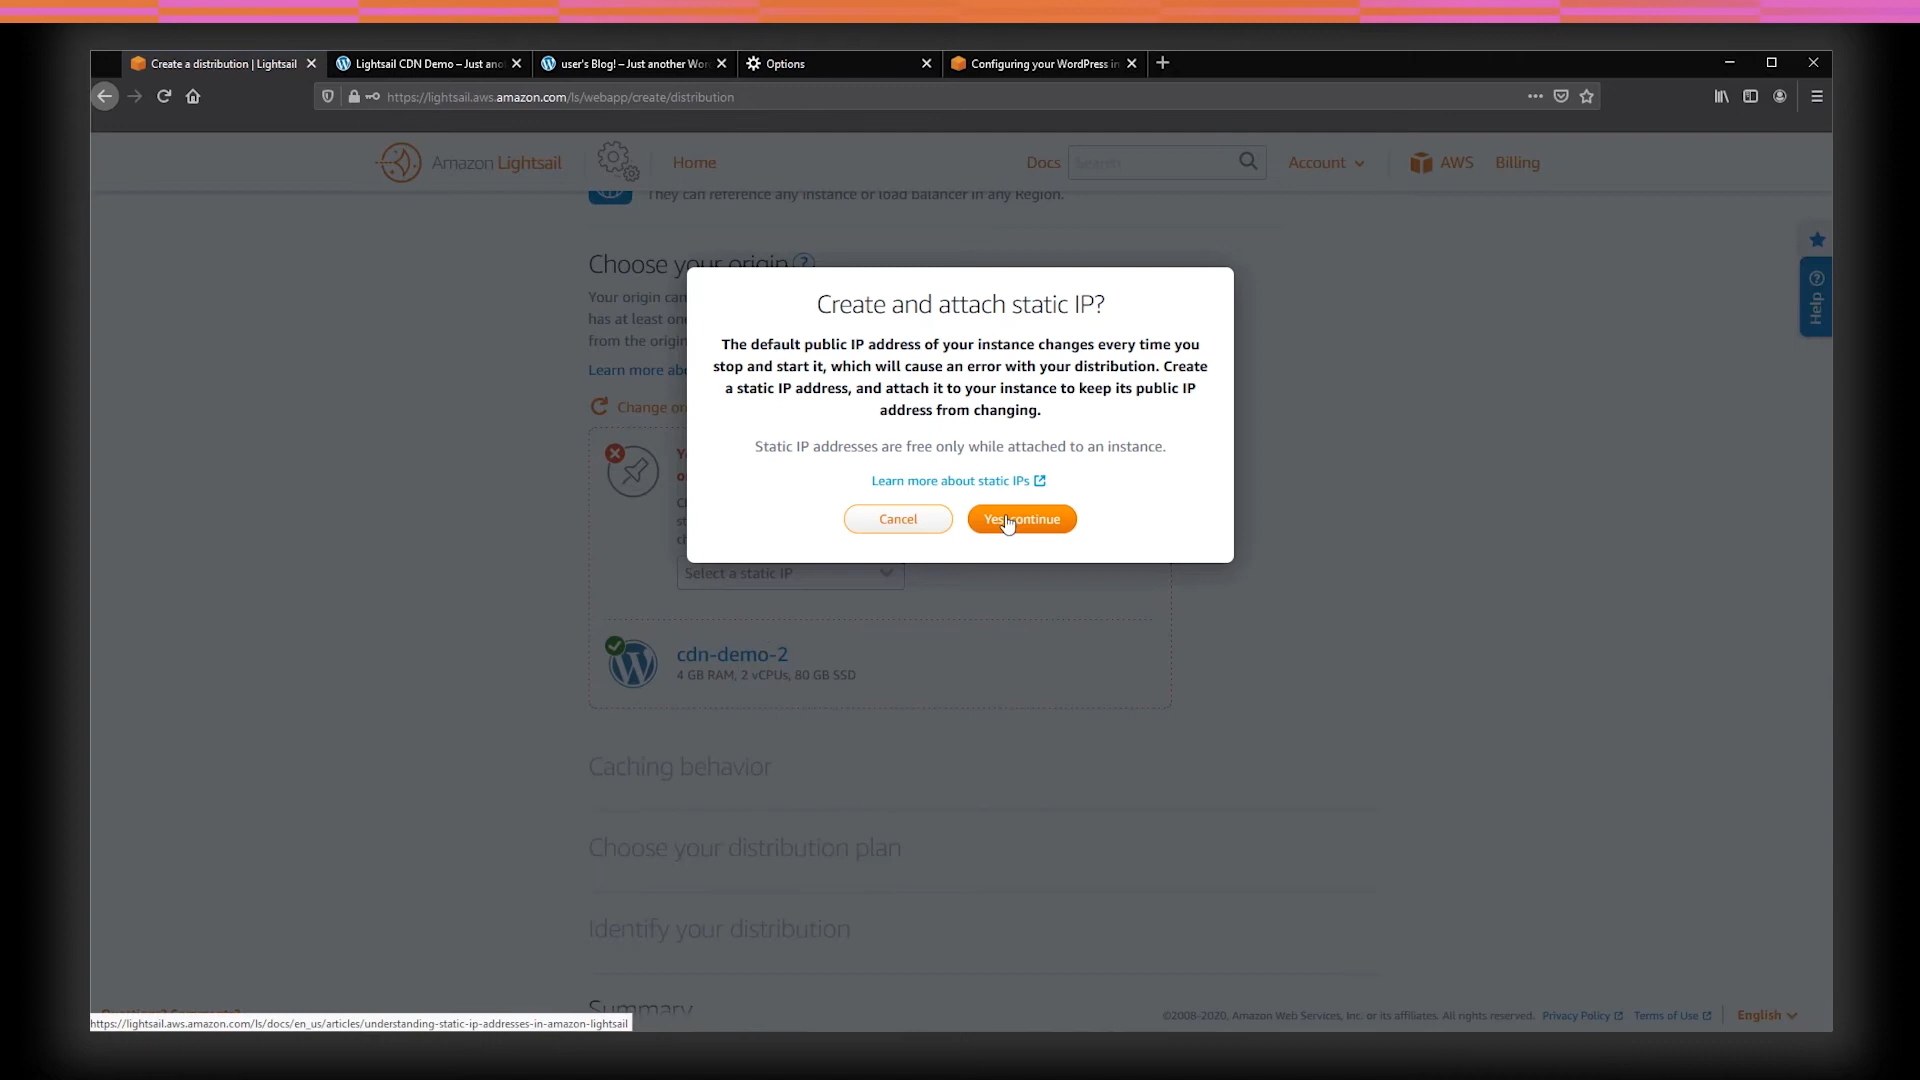 Create a distribution | Lightsail
Lightsail CDN Demo – Just ano
user's Blog! – Just another Wor
Options
Configuring your WordPress in
https://lightsail.aws.amazon.com/ls/webapp/create/distribution
Amazon Lightsail
Home
Docs
Search
Account
AWS
Billing
They can reference any instance or load balancer in any Region.
Choose your origin ?
Your origin can
has at least one
from the origin
Learn more abo
Change ori
Create and attach static IP?
The default public IP address of your instance changes every time you
stop and start it, which will cause an error with your distribution. Create
a static IP address, and attach it to your instance to keep its public IP
address from changing.
Static IP addresses are free only while attached to an instance.
Learn more about static IPs
Cancel
Yes, continue
Select a static IP
cdn-demo-2
4 GB RAM, 2 vCPUs, 80 GB SSD
Caching behavior
Choose your distribution plan
Identify your distribution
Summary
Help ?
Questions? Comments?
https://lightsail.aws.amazon.com/ls/docs/en_us/articles/understanding-static-ip-addresses-in-amazon-lightsail
©2008-2020, Amazon Web Services, Inc. or its affiliates. All rights reserved.
Privacy Policy
Terms of Use
English